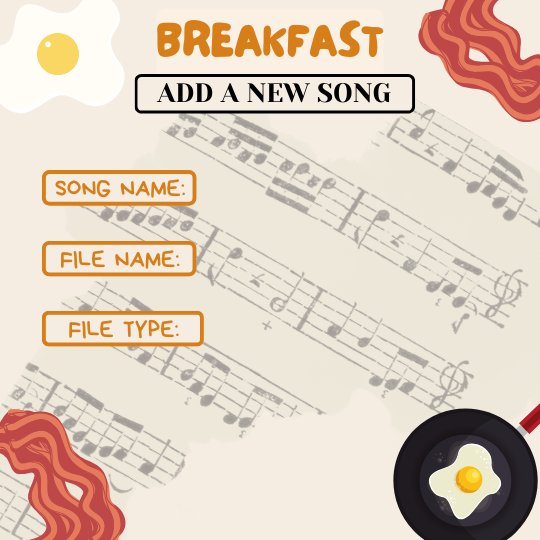 BREAKFAST
ADD A NEW SONG
SONG NAME:
FILE NAME:
FILE TYPE: